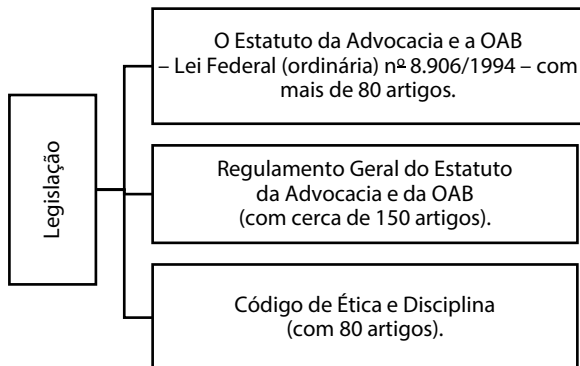 Legislação
O Estatuto da Advocacia e a OAB
– Lei Federal (ordinária) nº 8.906/1994 – com
mais de 80 artigos.
Regulamento Geral do Estatuto
da Advocacia e da OAB
(com cerca de 150 artigos).
Código de Ética e Disciplina
(com 80 artigos).